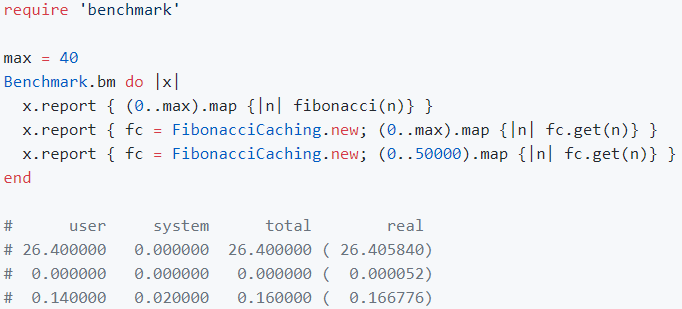 require 'benchmark'

max = 40
Benchmark.bm do |x|
  x.report { (0..max).map {|n| fibonacci(n)} }
  x.report { fc = FibonacciCaching.new; (0..max).map {|n| fc.get(n)} }
  x.report { fc = FibonacciCaching.new; (0..50000).map {|n| fc.get(n)} }
end

#      user     system      total        real
# 26.400000   0.000000  26.400000 ( 26.405840)
#  0.000000   0.000000   0.000000 (  0.000052)
#  0.140000   0.020000   0.160000 (  0.166776)